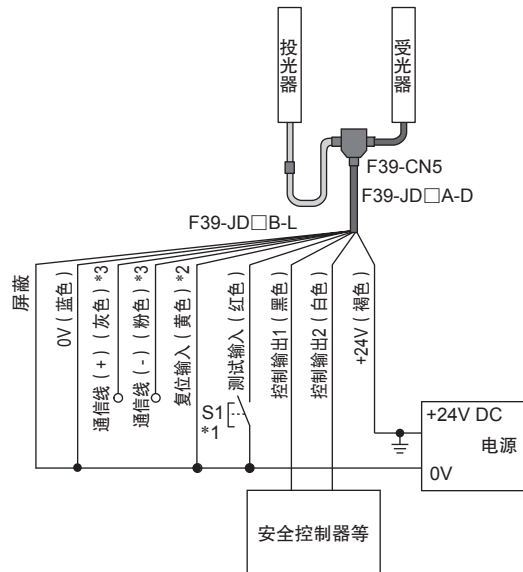 投光器
受光器
F39-CN5
F39-JD□A-D
F39-JD□B-L
屏蔽
0V（蓝色）
通信线（+）（灰色）*3
通信线（-）（粉色）*3
复位输入（黄色）*2
测试输入（红色）
S1
*1
控制输出1（黑色）
控制输出2（白色）
+24V（褐色）
+24V DC
电源
0V
安全控制器等